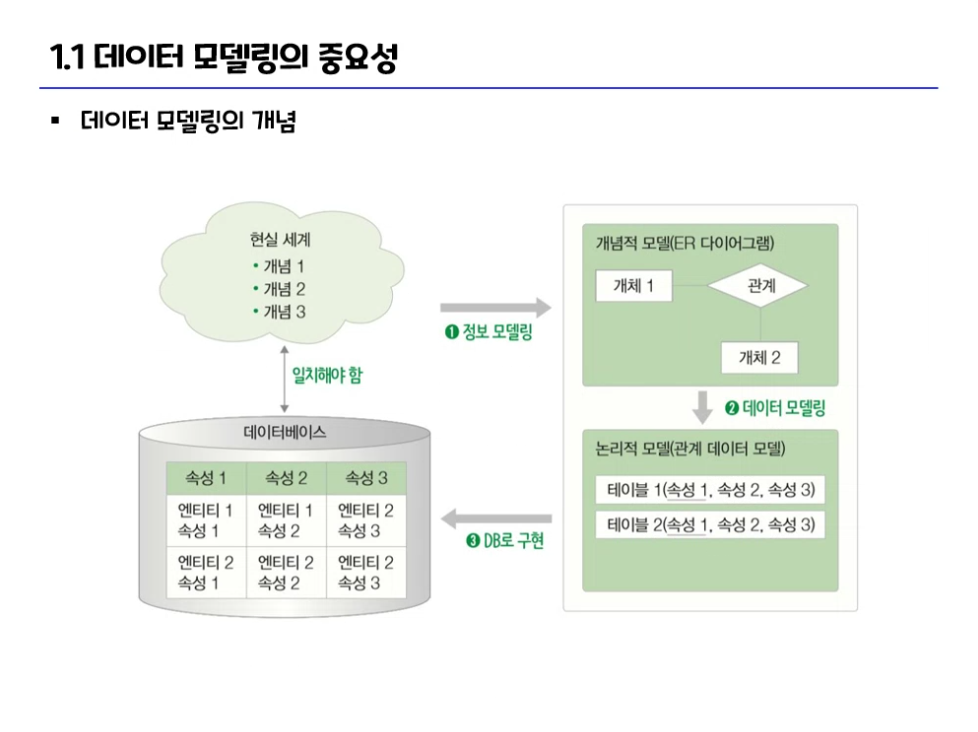 1.1 데이터 모델링의 중요성
▪ 데이터 모델링의 개념
현실 세계
• 개념 1
• 개념 2
• 개념 3
❶ 정보 모델링
개념적 모델(ER 다이어그램)
개체 1
관계
개체 2
일치해야 함
❷ 데이터 모델링
데이터베이스
속성 1 속성 2 속성 3
엔티티 1 엔티티 1 엔티티 2
속성 1 속성 2 속성 3
엔티티 2 엔티티 2 엔티티 2
속성 1 속성 2 속성 3
논리적 모델(관계 데이터 모델)
테이블 1(속성 1, 속성 2, 속성 3)
테이블 2(속성 1, 속성 2, 속성 3)
❸ DB로 구현